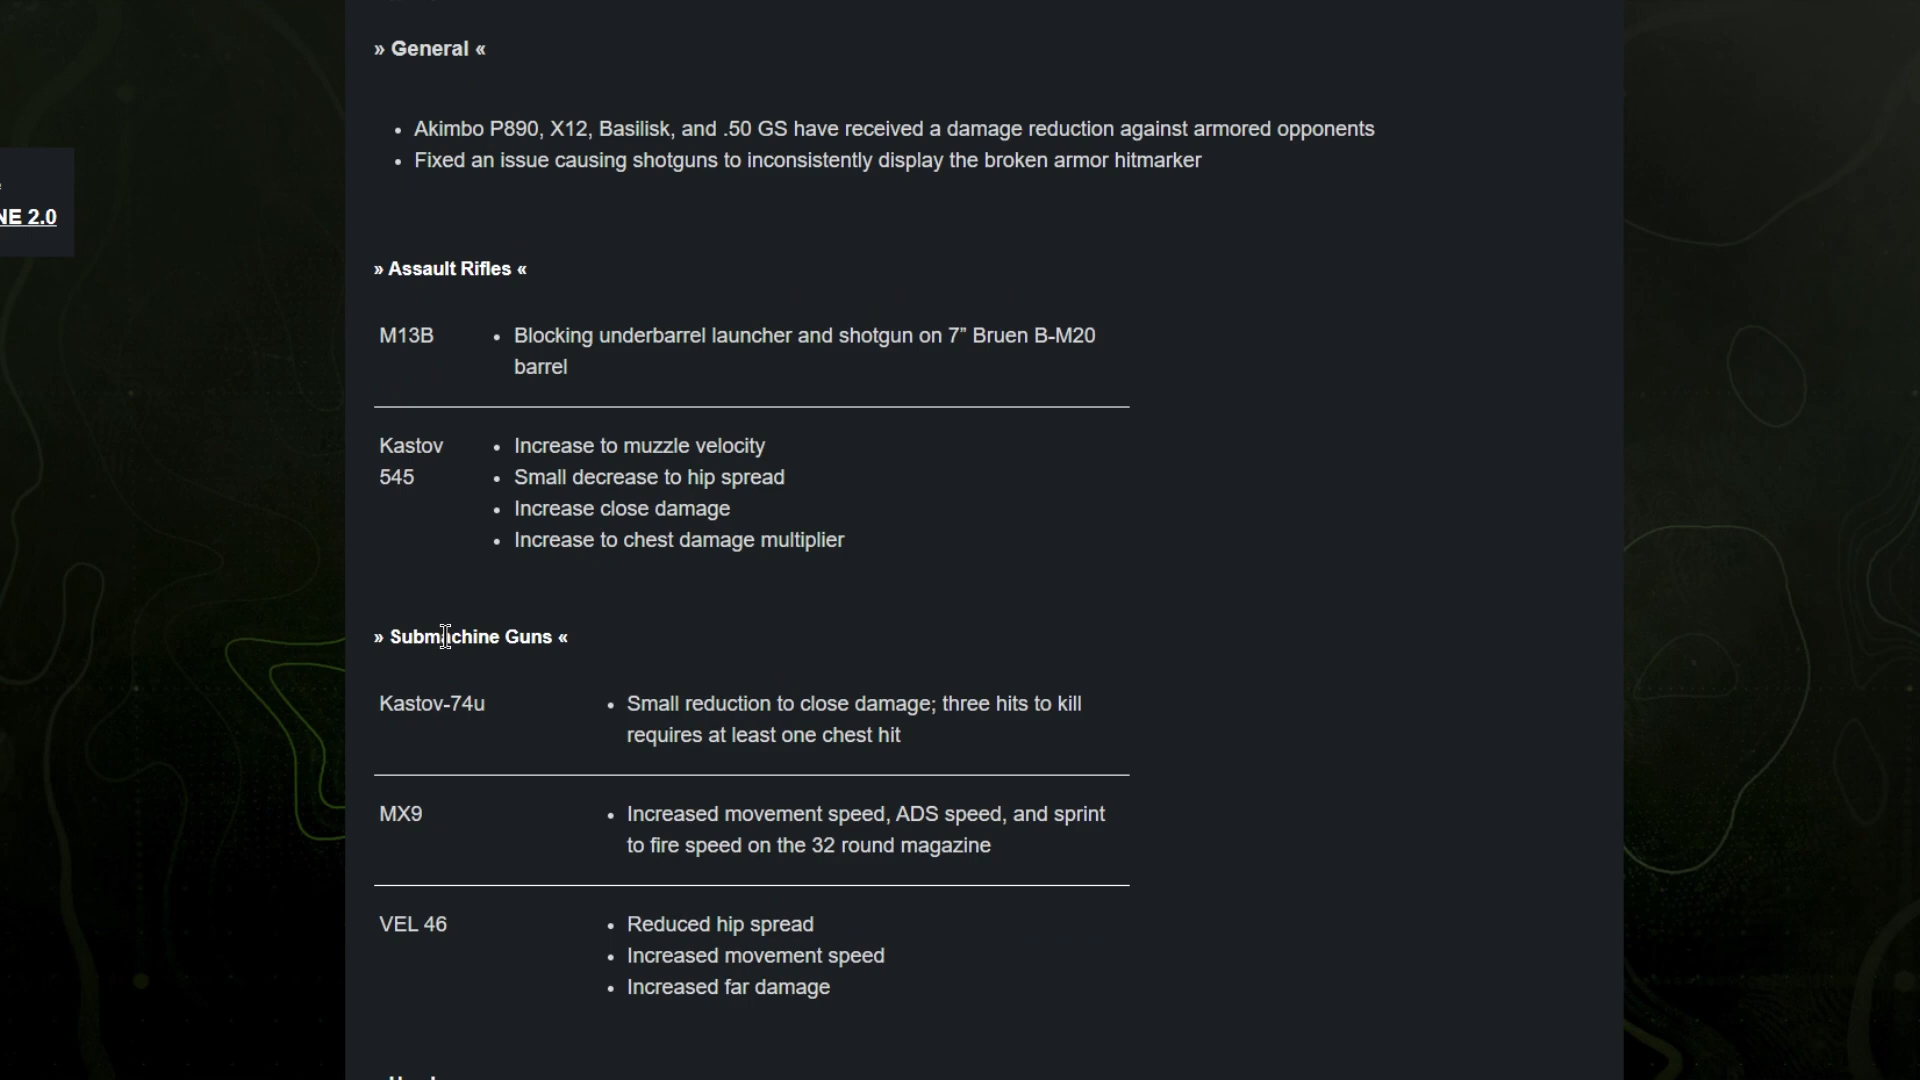 » General «
• Akimbo P890, X12, Basilisk, and .50 GS have received a damage reduction against armored opponents
• Fixed an issue causing shotguns to inconsistently display the broken armor hitmarker
NE 2.0
» Assault Rifles «
M13B
• Blocking underbarrel launcher and shotgun on 7” Bruen B-M20
barrel
Kastov
545
• Increase to muzzle velocity
• Small decrease to hip spread
• Increase close damage
• Increase to chest damage multiplier
» Submachine Guns «
Kastov-74u
• Small reduction to close damage; three hits to kill
requires at least one chest hit
MX9
• Increased movement speed, ADS speed, and sprint
to fire speed on the 32 round magazine
VEL 46
• Reduced hip spread
• Increased movement speed
• Increased far damage